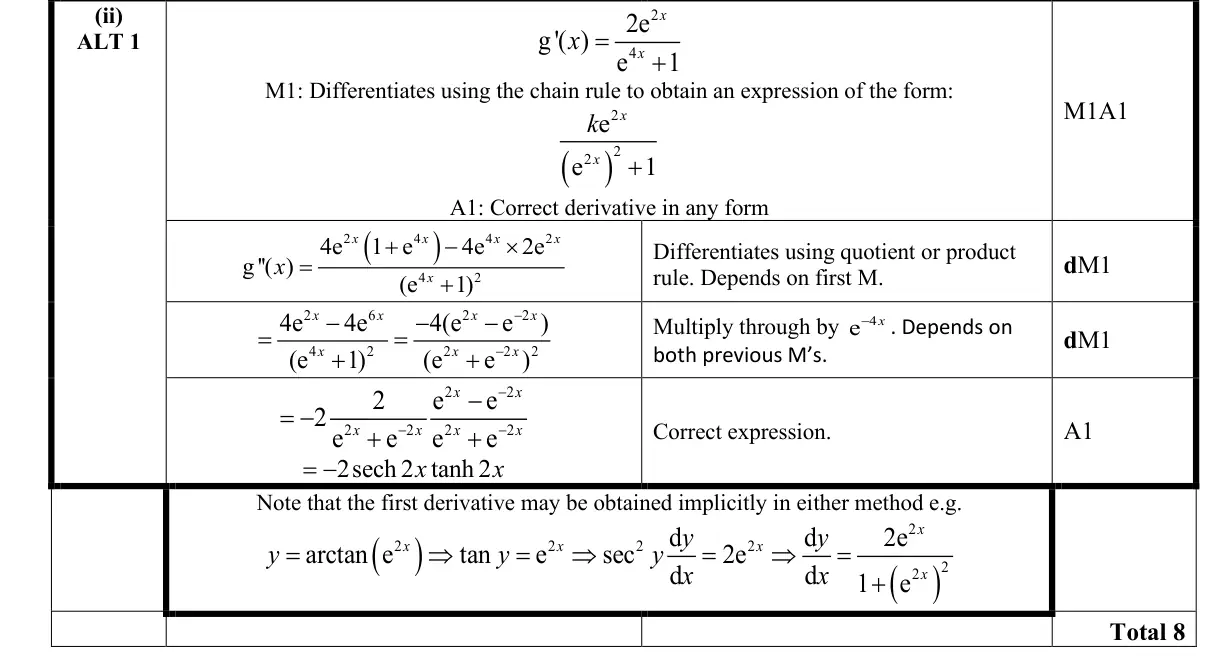 (ii)
ALT 1
g'(x) = 2e^{2x} / (e^{4x} + 1)
M1: Differentiates using the chain rule to obtain an expression of the form:
ke^{2x} / ((e^{2x})^2 + 1)
M1A1
A1: Correct derivative in any form
g"(x) = (4e^{2x}(1 + e^{4x}) − 4e^{4x} × 2e^{2x}) / (e^{4x} + 1)^2
Differentiates using quotient or product
rule. Depends on first M.
dM1
= (4e^{2x} − 4e^{6x}) / (e^{4x} + 1)^2 = −4(e^{2x} − e^{−2x}) / (e^{2x} + e^{−2x})^2
Multiply through by e^{−4x}. Depends on
both previous M's.
dM1
= −2 2 / (e^{2x} + e^{−2x}) (e^{2x} − e^{−2x}) / (e^{2x} + e^{−2x})
= −2 sech 2x tanh 2x
Correct expression.
A1
Note that the first derivative may be obtained implicitly in either method e.g.
y = arctan(e^{2x}) ⇒ tan y = e^{2x} ⇒ sec^2 y dy/dx = 2e^{2x} ⇒ dy/dx = 2e^{2x} / (1 + (e^{2x})^2)
Total 8